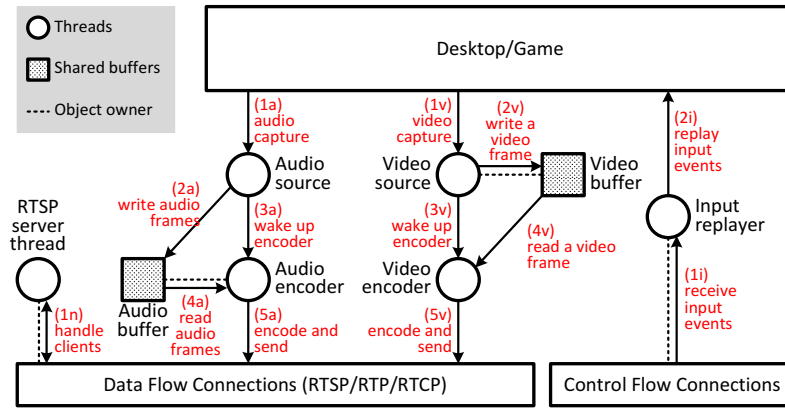 Threads
Shared buffers
Object owner
Desktop/Game
(1a)
audio
capture
(1v)
video
capture
(2v)
write a
video
frame
(2i)
replay
input
events
Audio
source
Video
source
Video
buffer
(2a)
write audio
frames
(3a)
wake up
encoder
(3v)
wake up
encoder
(4v)
read a video
frame
Input
replayer
RTSP
server
thread
Audio
encoder
Video
encoder
(1i)
receive
input
events
(1n)
handle
clients
Audio
buffer
(4a)
read
audio
frames
(5a)
encode and
send
(5v)
encode and
send
Data Flow Connections (RTSP/RTP/RTCP)
Control Flow Connections